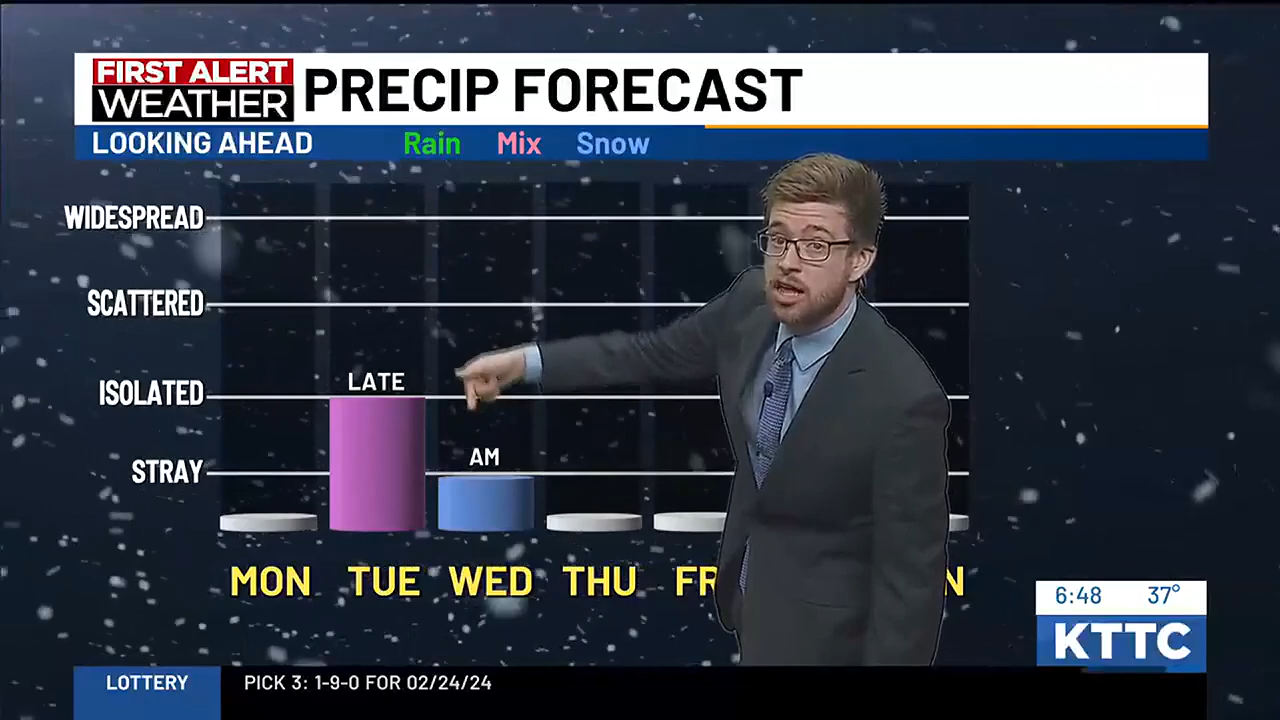 FIRST ALERT
WEATHER
PRECIP FORECAST
LOOKING AHEAD Rain Mix Snow
WIDESPREAD
SCATTERED
ISOLATED
STRAY
LATE
AM
MON TUE WED THU FR N
6:48 37°
KTTC
LOTTERY PICK 3: 1-9-0 FOR 02/24/24